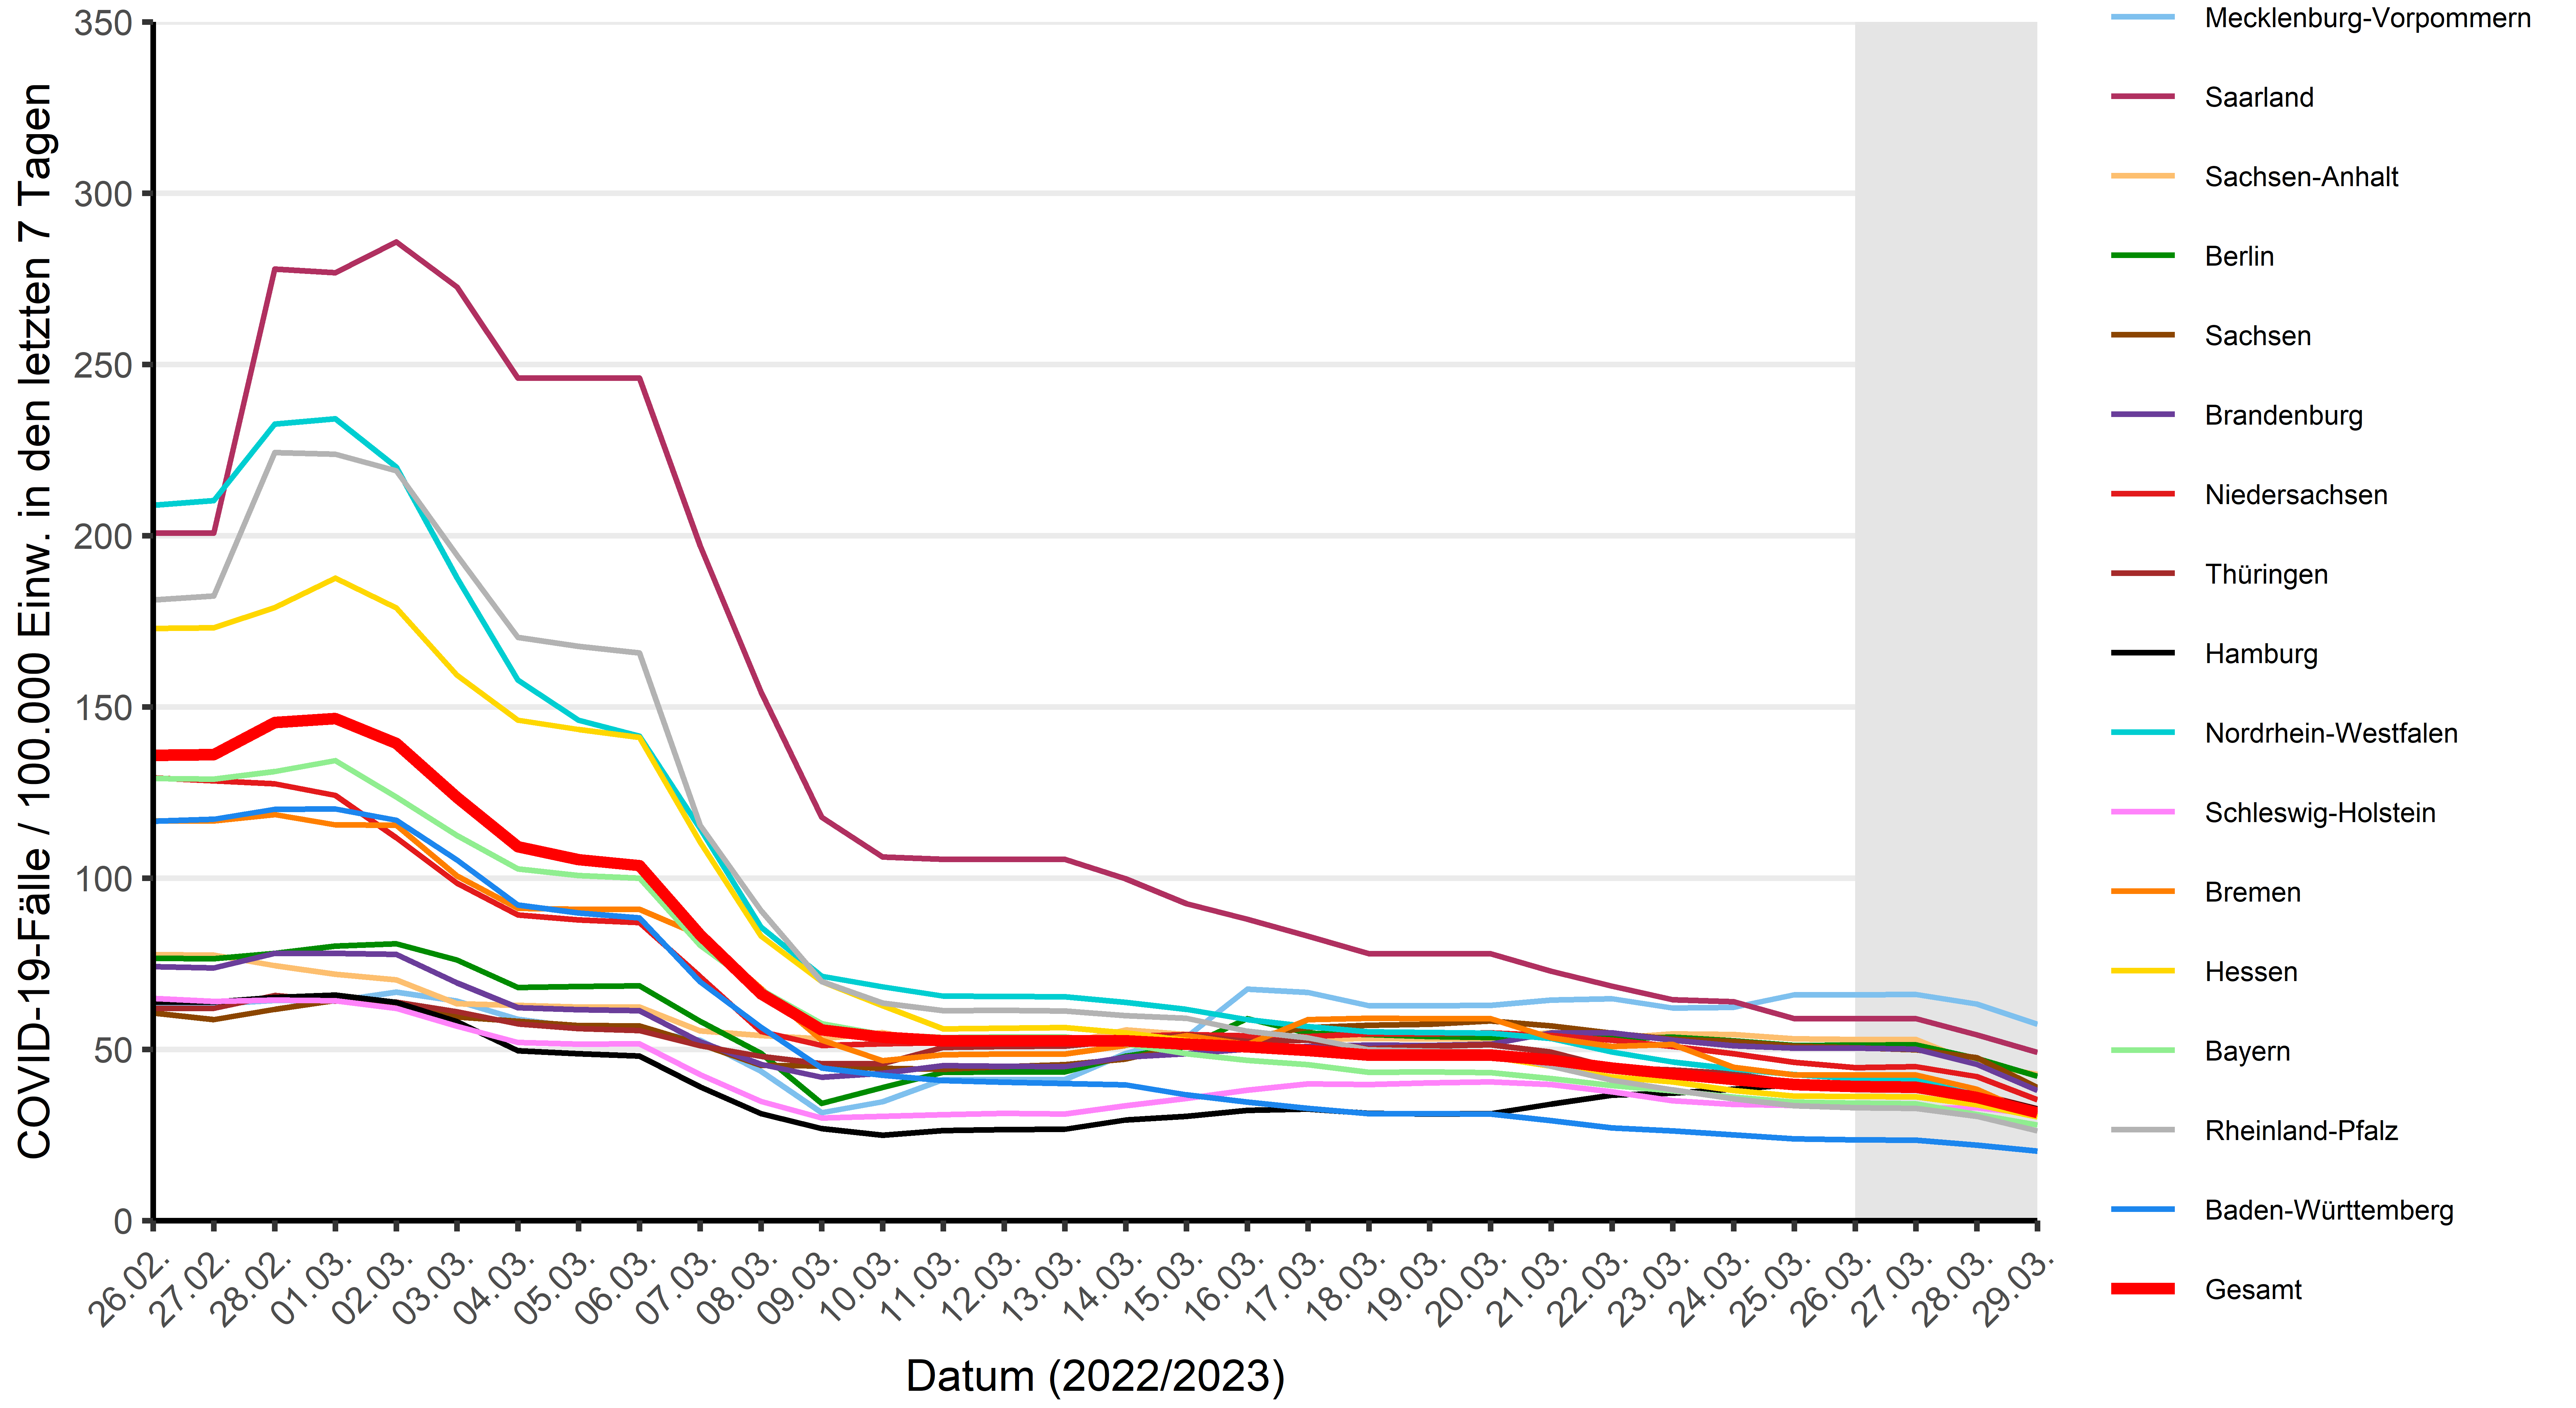 COVID-19-Fälle / 100.000 Einw. in den letzten 7 Tagen
350
300
250
200
150
100
50
0
26.02.
27.02.
28.02.
01.03.
02.03.
03.03.
04.03.
05.03.
06.03.
07.03.
08.03.
09.03.
10.03.
11.03.
12.03.
13.03.
14.03.
15.03.
16.03.
17.03.
18.03.
19.03.
20.03.
21.03.
22.03.
23.03.
24.03.
25.03.
26.03.
27.03.
28.03.
29.03.
Datum (2022/2023)
Mecklenburg-Vorpommern
Saarland
Sachsen-Anhalt
Berlin
Sachsen
Brandenburg
Niedersachsen
Thüringen
Hamburg
Nordrhein-Westfalen
Schleswig-Holstein
Bremen
Hessen
Bayern
Rheinland-Pfalz
Baden-Württemberg
Gesamt